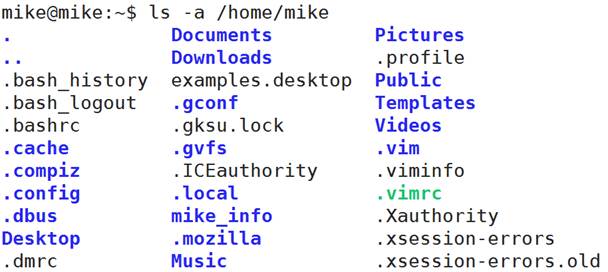 mike@mike:~$ ls -a /home/mike
. Documents Pictures
.. Downloads .profile
.bash_history examples.desktop Public
.bash_logout .gconf Templates
.bashrc .gksu.lock Videos
.cache .gvfs .vim
.compiz .ICEauthority .viminfo
.config .local .vimrc
.dbus mike_info .Xauthority
Desktop .mozilla .xsession-errors
.dmrc Music .xsession-errors.old